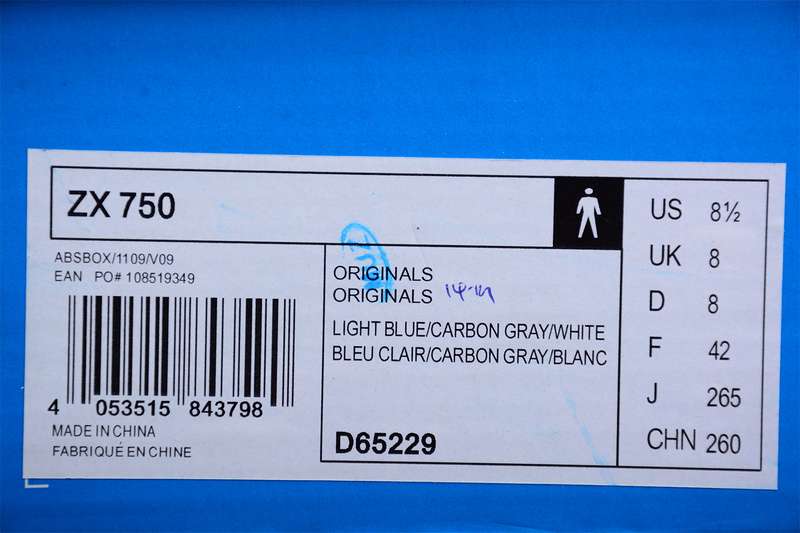 ZX 750
ABSBOX/1109/V09
EAN PO# 108519349
4 053515 843798
MADE IN CHINA
FABRIQUÉ EN CHINE
ORIGINALS
ORIGINALS
LIGHT BLUE/CARBON GRAY/WHITE
BLEU CLAIR/CARBON GRAY/BLANC
D65229
US 8½
UK 8
D 8
F 42
J 265
CHN 260